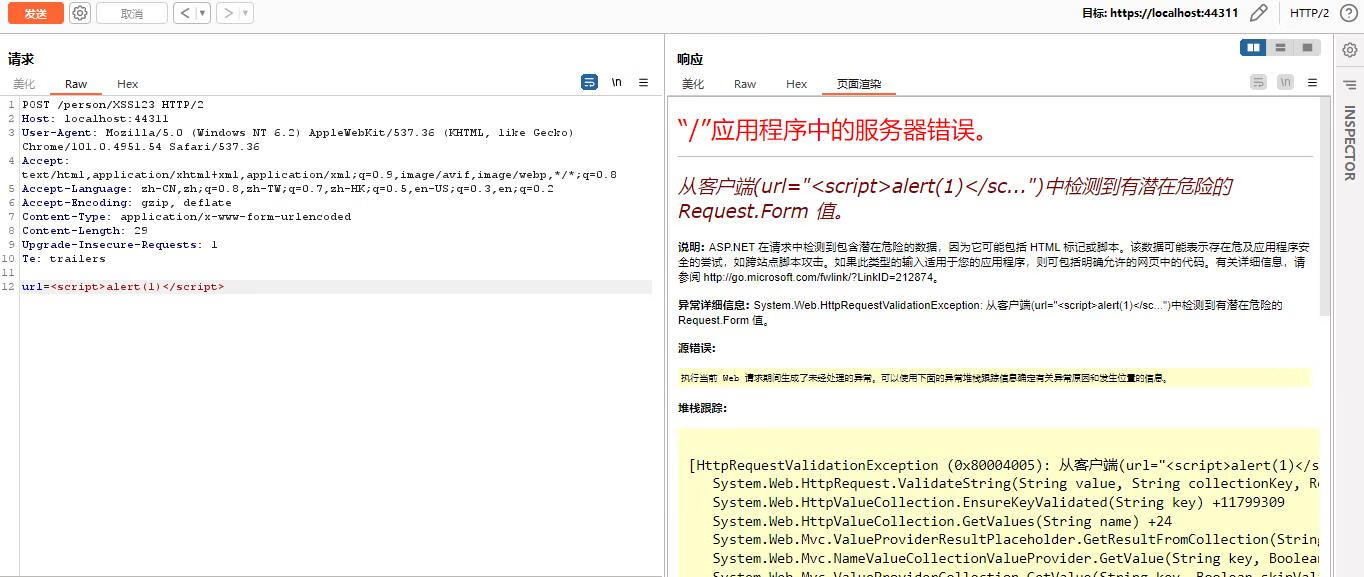 发送
取消
<
>
目标: https://localhost:44311
HTTP/2
请求
美化
Raw
Hex
\n
1 POST /person/XSS123 HTTP/2
2 Host: localhost:44311
3 User-Agent: Mozilla/5.0 (Windows NT 6.2) AppleWebKit/537.36 (KHTML, like Gecko)
Chrome/101.0.4951.54 Safari/537.36
4 Accept:
text/html,application/xhtml+xml,application/xml;q=0.9,image/avif,image/webp,*/*;q=0.8
5 Accept-Language: zh-CN,zh;q=0.8,zh-TW;q=0.7,zh-HK;q=0.5,en-US;q=0.3,en;q=0.2
6 Accept-Encoding: gzip, deflate
7 Content-Type: application/x-www-form-urlencoded
8 Content-Length: 29
9 Upgrade-Insecure-Requests: 1
10 Te: trailers
11
12 url=<script>alert(1)</script>
响应
美化
Raw
Hex
页面渲染
\n
INSPECTOR
“/”应用程序中的服务器错误。
从客户端(url="<script>alert(1)</sc...")中检测到有潜在危险的
Request.Form 值。
说明: ASP.NET 在请求中检测到包含潜在危险的数据，因为它可能包括 HTML 标记或脚本。该数据可能表示存在危及应用程序安
全的尝试，如跨站点脚本攻击。如果此类型的输入适用于您的应用程序，则可包括明确允许的网页中的代码。有关详细信息，请
参阅 http://go.microsoft.com/fwlink/?LinkID=212874。
异常详细信息: System.Web.HttpRequestValidationException: 从客户端(url="<script>alert(1)</sc...")中检测到有潜在危险的
Request.Form 值。
源错误:
执行当前 Web 请求期间生成了未经处理的异常。可以使用下面的异常堆栈跟踪信息确定有关异常原因和发生位置的信息。
堆栈跟踪:
[HttpRequestValidationException (0x80004005): 从客户端(url="<script>alert(1)</s
System.Web.HttpRequest.ValidateString(String value, String collectionKey, R
System.Web.HttpValueCollection.EnsureKeyValidated(String key) +11799309
System.Web.HttpValueCollection.GetValues(String name) +24
System.Web.Mvc.ValueProviderResultPlaceholder.GetResultFromCollection(String
System.Web.Mvc.NameValueCollectionValueProvider.GetValue(String key, Boolean
System.Web.Mvc.ValueProviderCollection.GetValue(String key, Boolean skipVal